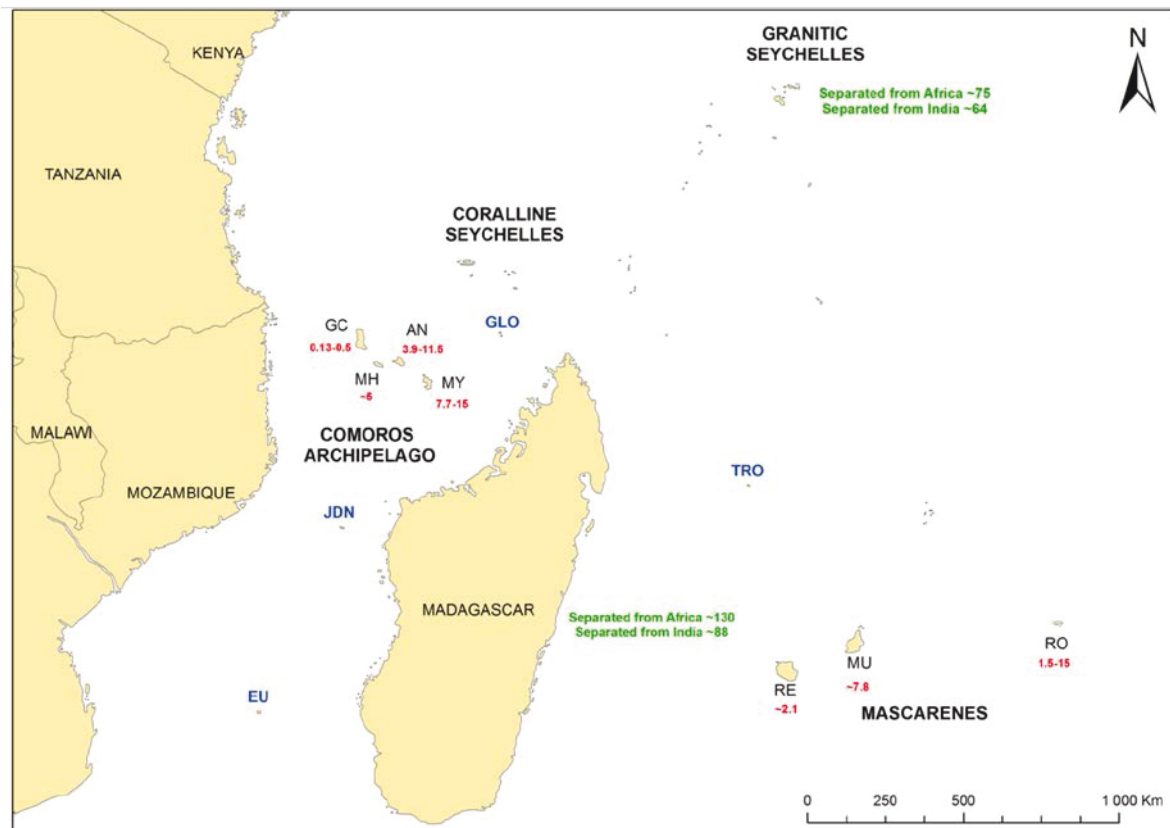 GRANITIC
SEYCHELLES
N
KENYA
Separated from Africa ~75
Separated from India ~64
TANZANIA
CORALLINE
SEYCHELLES
GC
0.13-0.5
AN
3.9-11.5
GLO
MH
~5
MY
7.7-15
MALAWI
COMOROS
ARCHIPELAGO
MOZAMBIQUE
JDN
TRO
MADAGASCAR
Separated from Africa ~130
Separated from India ~88
EU
RE
~2.1
MU
~7.8
RO
1.5-15
MASCARENES
0 250 500 1 000 Km